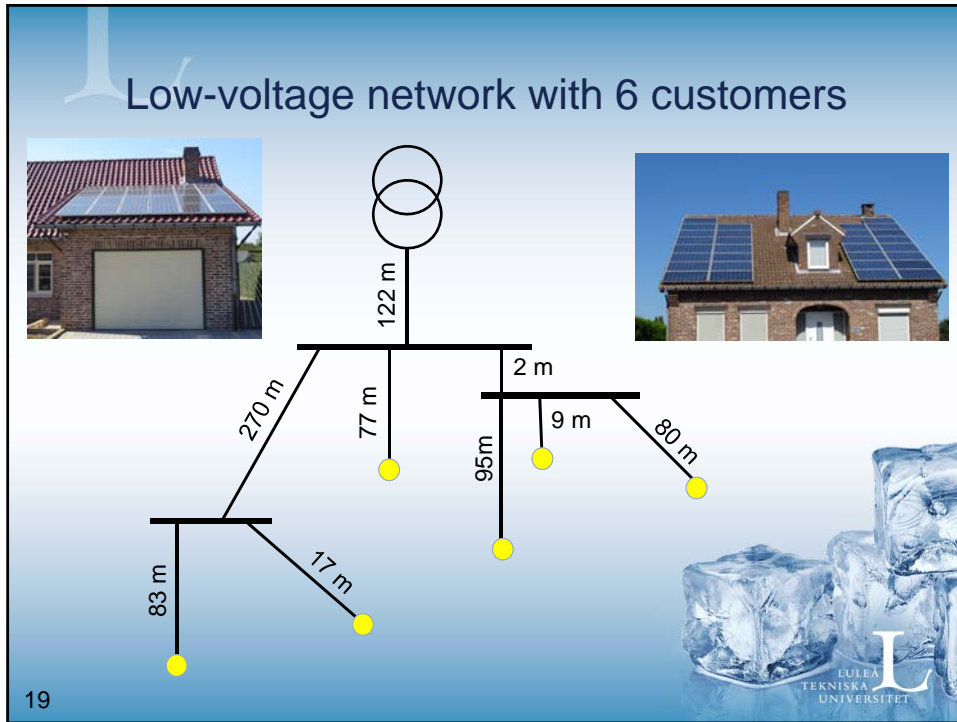 Low-voltage network with 6 customers
122 m
2 m
270 m
77 m
9 m
80 m
95m
17 m
83 m
19
LULEÅ
TEKNISKA
UNIVERSITET
L